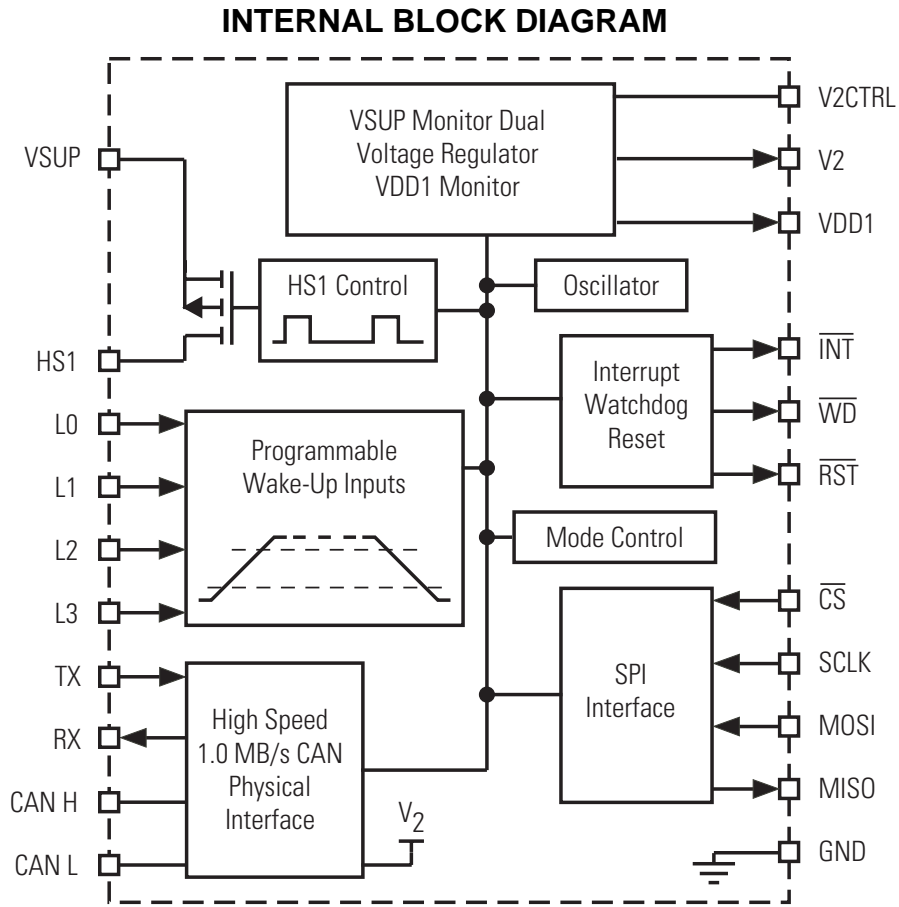 INTERNAL BLOCK DIAGRAM
VSUP Monitor Dual
Voltage Regulator
VDD1 Monitor
V2CTRL
V2
VDD1
VSUP
HS1
HS1 Control
Oscillator
Interrupt
Watchdog
Reset
INT
WD
RST
L0
L1
L2
L3
Programmable
Wake-Up Inputs
Mode Control
SPI
Interface
CS
SCLK
MOSI
MISO
GND
TX
RX
CAN H
CAN L
High Speed
1.0 MB/s CAN
Physical
Interface
V2